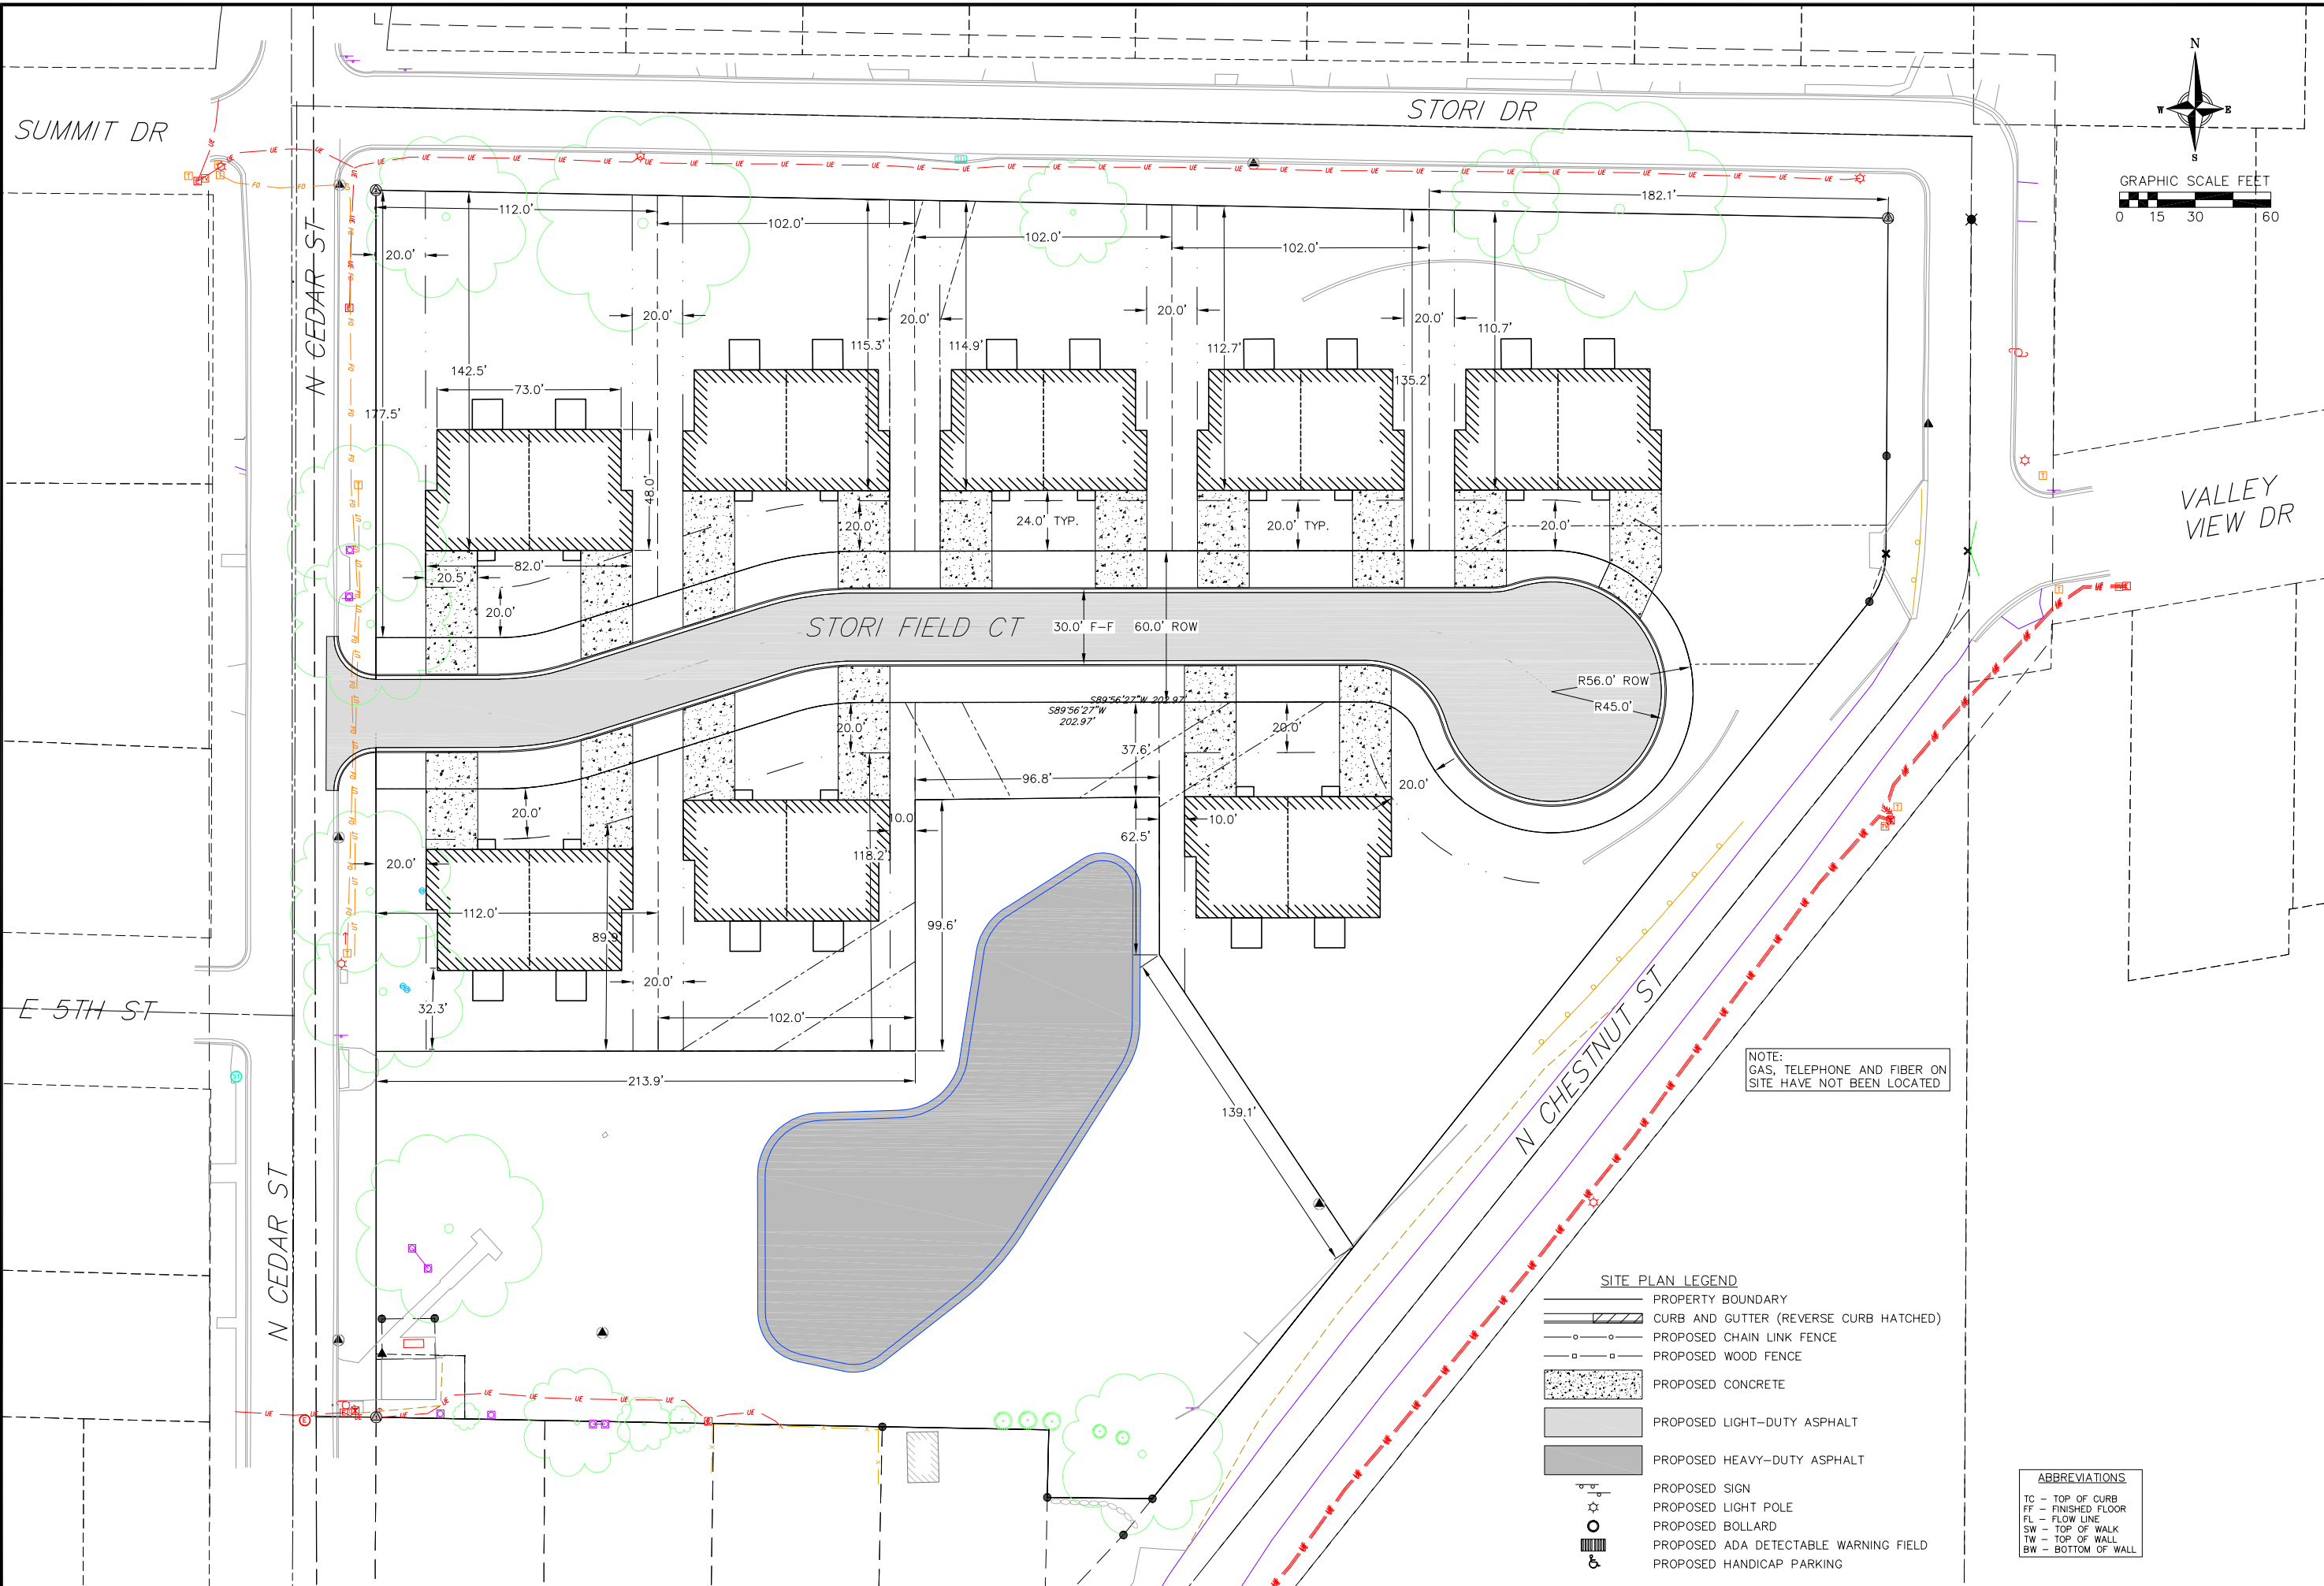 SUMMIT DR
STORI DR
N
W E
S
GRAPHIC SCALE FEET
0 15 30 60
N CEDAR ST
112.0'
102.0'
102.0'
102.0'
182.1'
20.0'
20.0'
20.0'
20.0'
20.0'
142.5'
177.5'
115.3'
114.9'
112.7'
135.2'
110.7'
73.0'
48.0'
82.0'
20.5'
20.0'
20.0'
24.0' TYP.
20.0' TYP.
20.0'
VALLEY
VIEW DR
STORI FIELD CT
30.0' F-F
60.0' ROW
R56.0' ROW
R45.0'
S89°56'27"W 202.97'
S89°56'27"W
202.97'
20.0'
20.0'
37.6'
96.8'
20.0'
20.0'
10.0'
10.0'
62.5'
118.2'
20.0'
112.0'
89.9'
99.6'
20.0'
32.3'
102.0'
213.9'
139.1'
E 5TH ST
N CEDAR ST
N CHESTNUT ST
NOTE:
GAS, TELEPHONE AND FIBER ON
SITE HAVE NOT BEEN LOCATED
SITE PLAN LEGEND
PROPERTY BOUNDARY
CURB AND GUTTER (REVERSE CURB HATCHED)
PROPOSED CHAIN LINK FENCE
PROPOSED WOOD FENCE
PROPOSED CONCRETE
PROPOSED LIGHT-DUTY ASPHALT
PROPOSED HEAVY-DUTY ASPHALT
PROPOSED SIGN
PROPOSED LIGHT POLE
PROPOSED BOLLARD
PROPOSED ADA DETECTABLE WARNING FIELD
PROPOSED HANDICAP PARKING
ABBREVIATIONS
TC - TOP OF CURB
FF - FINISHED FLOOR
FL - FLOW LINE
SW - TOP OF WALK
TW - TOP OF WALL
BW - BOTTOM OF WALL